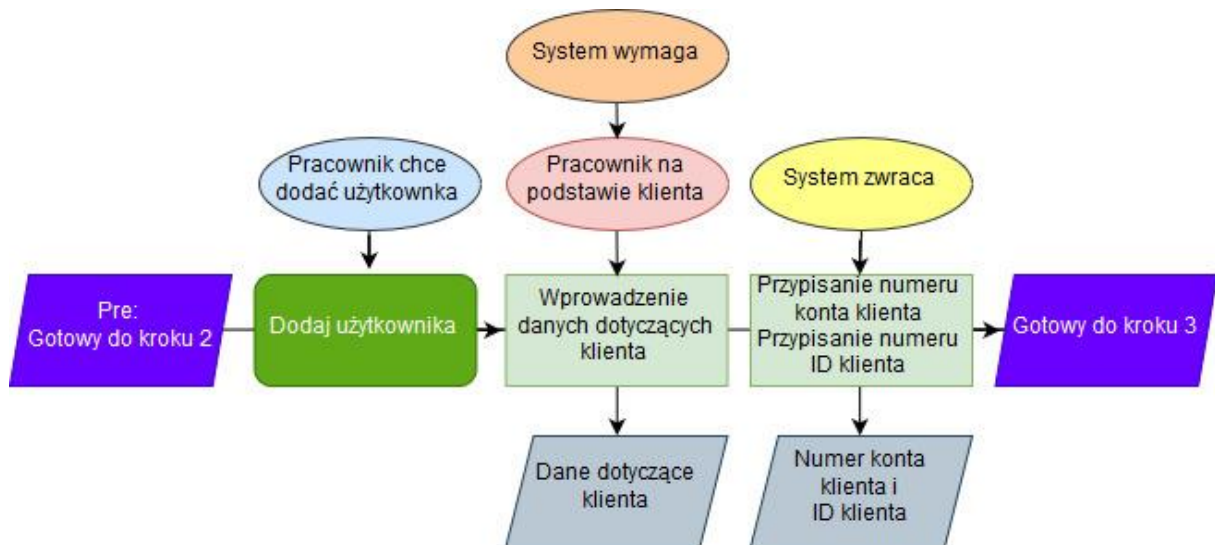 System wymaga
Pracownik chce
dodać użytkownka
Pracownik na
podstawie klienta
System zwraca
Pre:
Gotowy do kroku 2
Dodaj użytkownika
Wprowadzenie
danych dotyczących
klienta
Przypisanie numeru
konta klienta
Przypisanie numeru
ID klienta
Gotowy do kroku 3
Dane dotyczące
klienta
Numer konta
klienta i
ID klienta